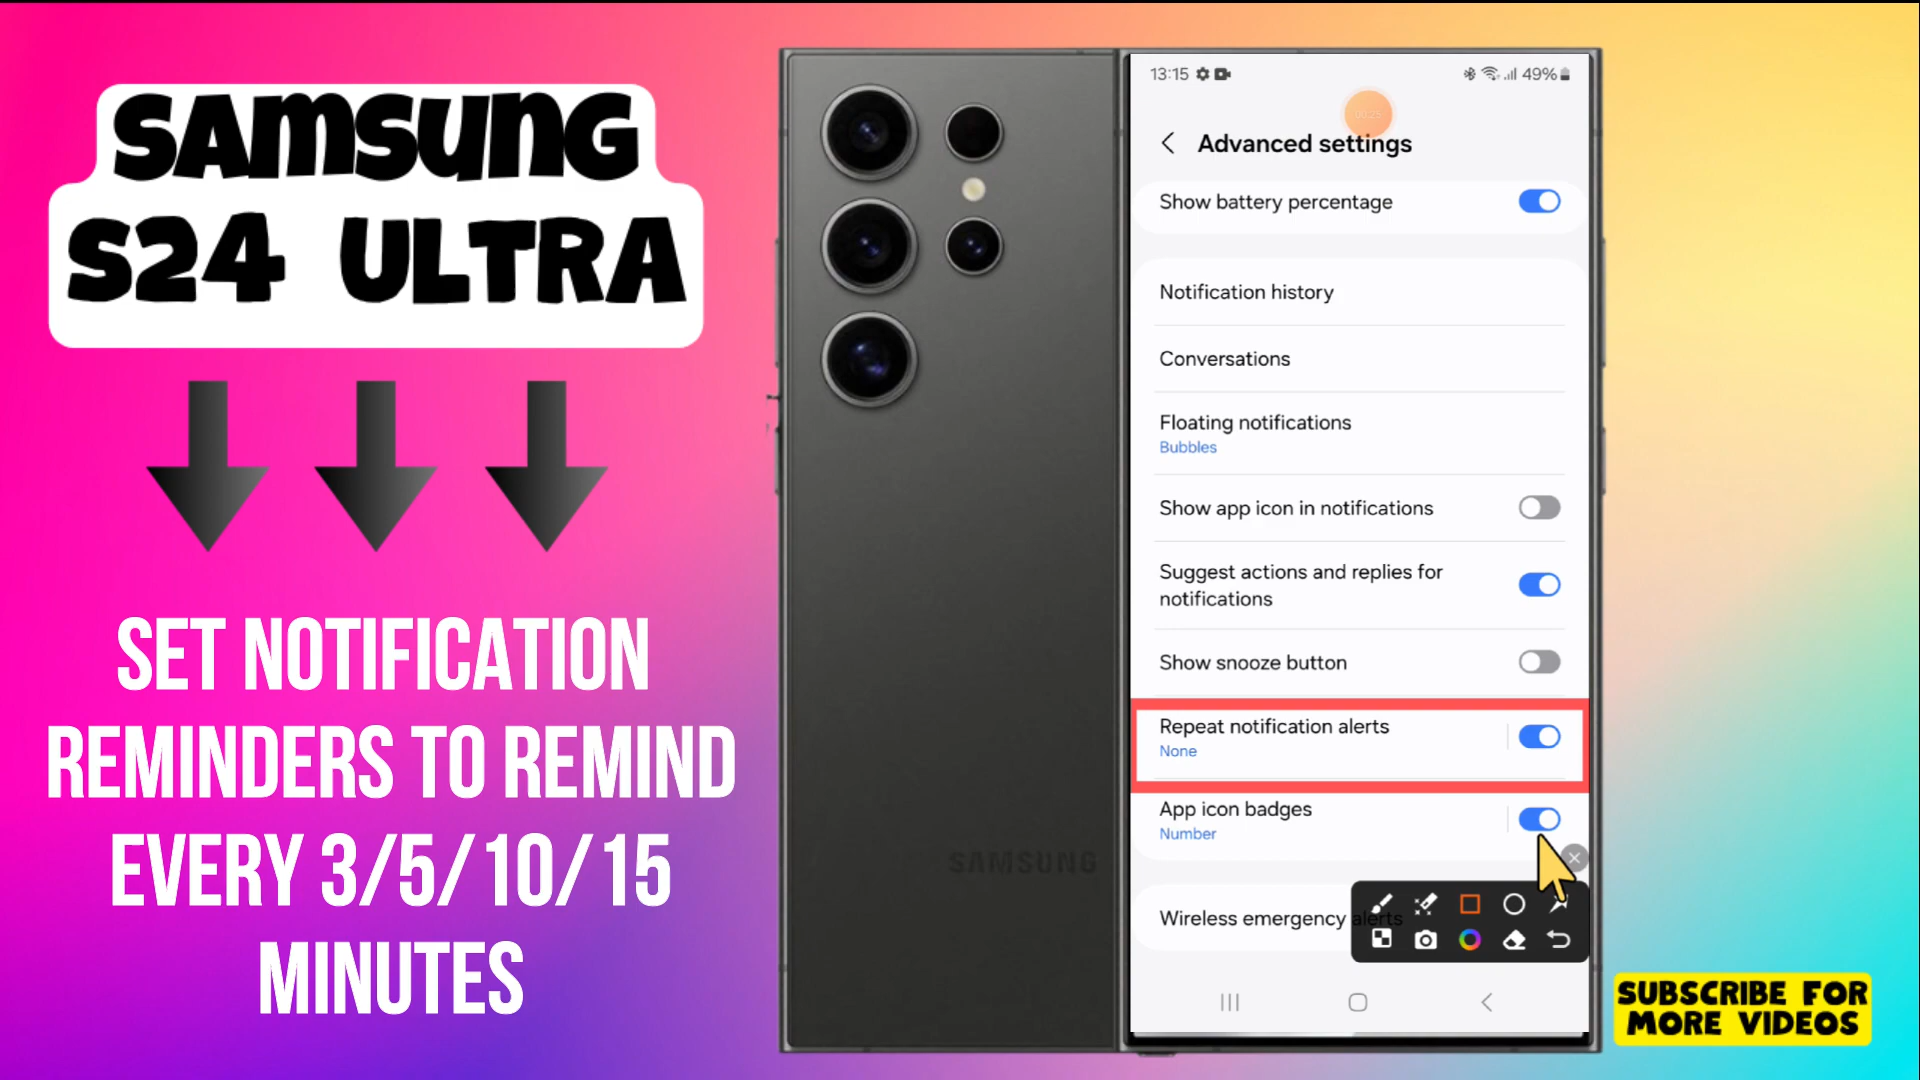 SAMSUNG
S24 ULTRA
SET NOTIFICATION
REMINDERS TO REMIND
EVERY 3/5/10/15
MINUTES
SAMSUNG
13:15
49%
00:25
Advanced settings
Show battery percentage
Notification history
Conversations
Floating notifications
Bubbles
Show app icon in notifications
Suggest actions and replies for
notifications
Show snooze button
Repeat notification alerts
None
App icon badges
Number
Wireless emergency alerts
SUBSCRIBE FOR
MORE VIDEOS